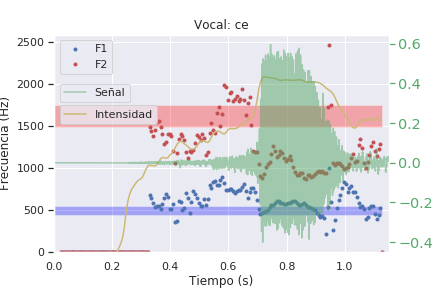 Vocal: ce
2500
2000
1500
1000
500
0
Frecuencia (Hz)
F1
F2
Señal
Intensidad
0.6
0.4
0.2
0.0
−0.2
−0.4
0.0 0.2 0.4 0.6 0.8 1.0
Tiempo (s)